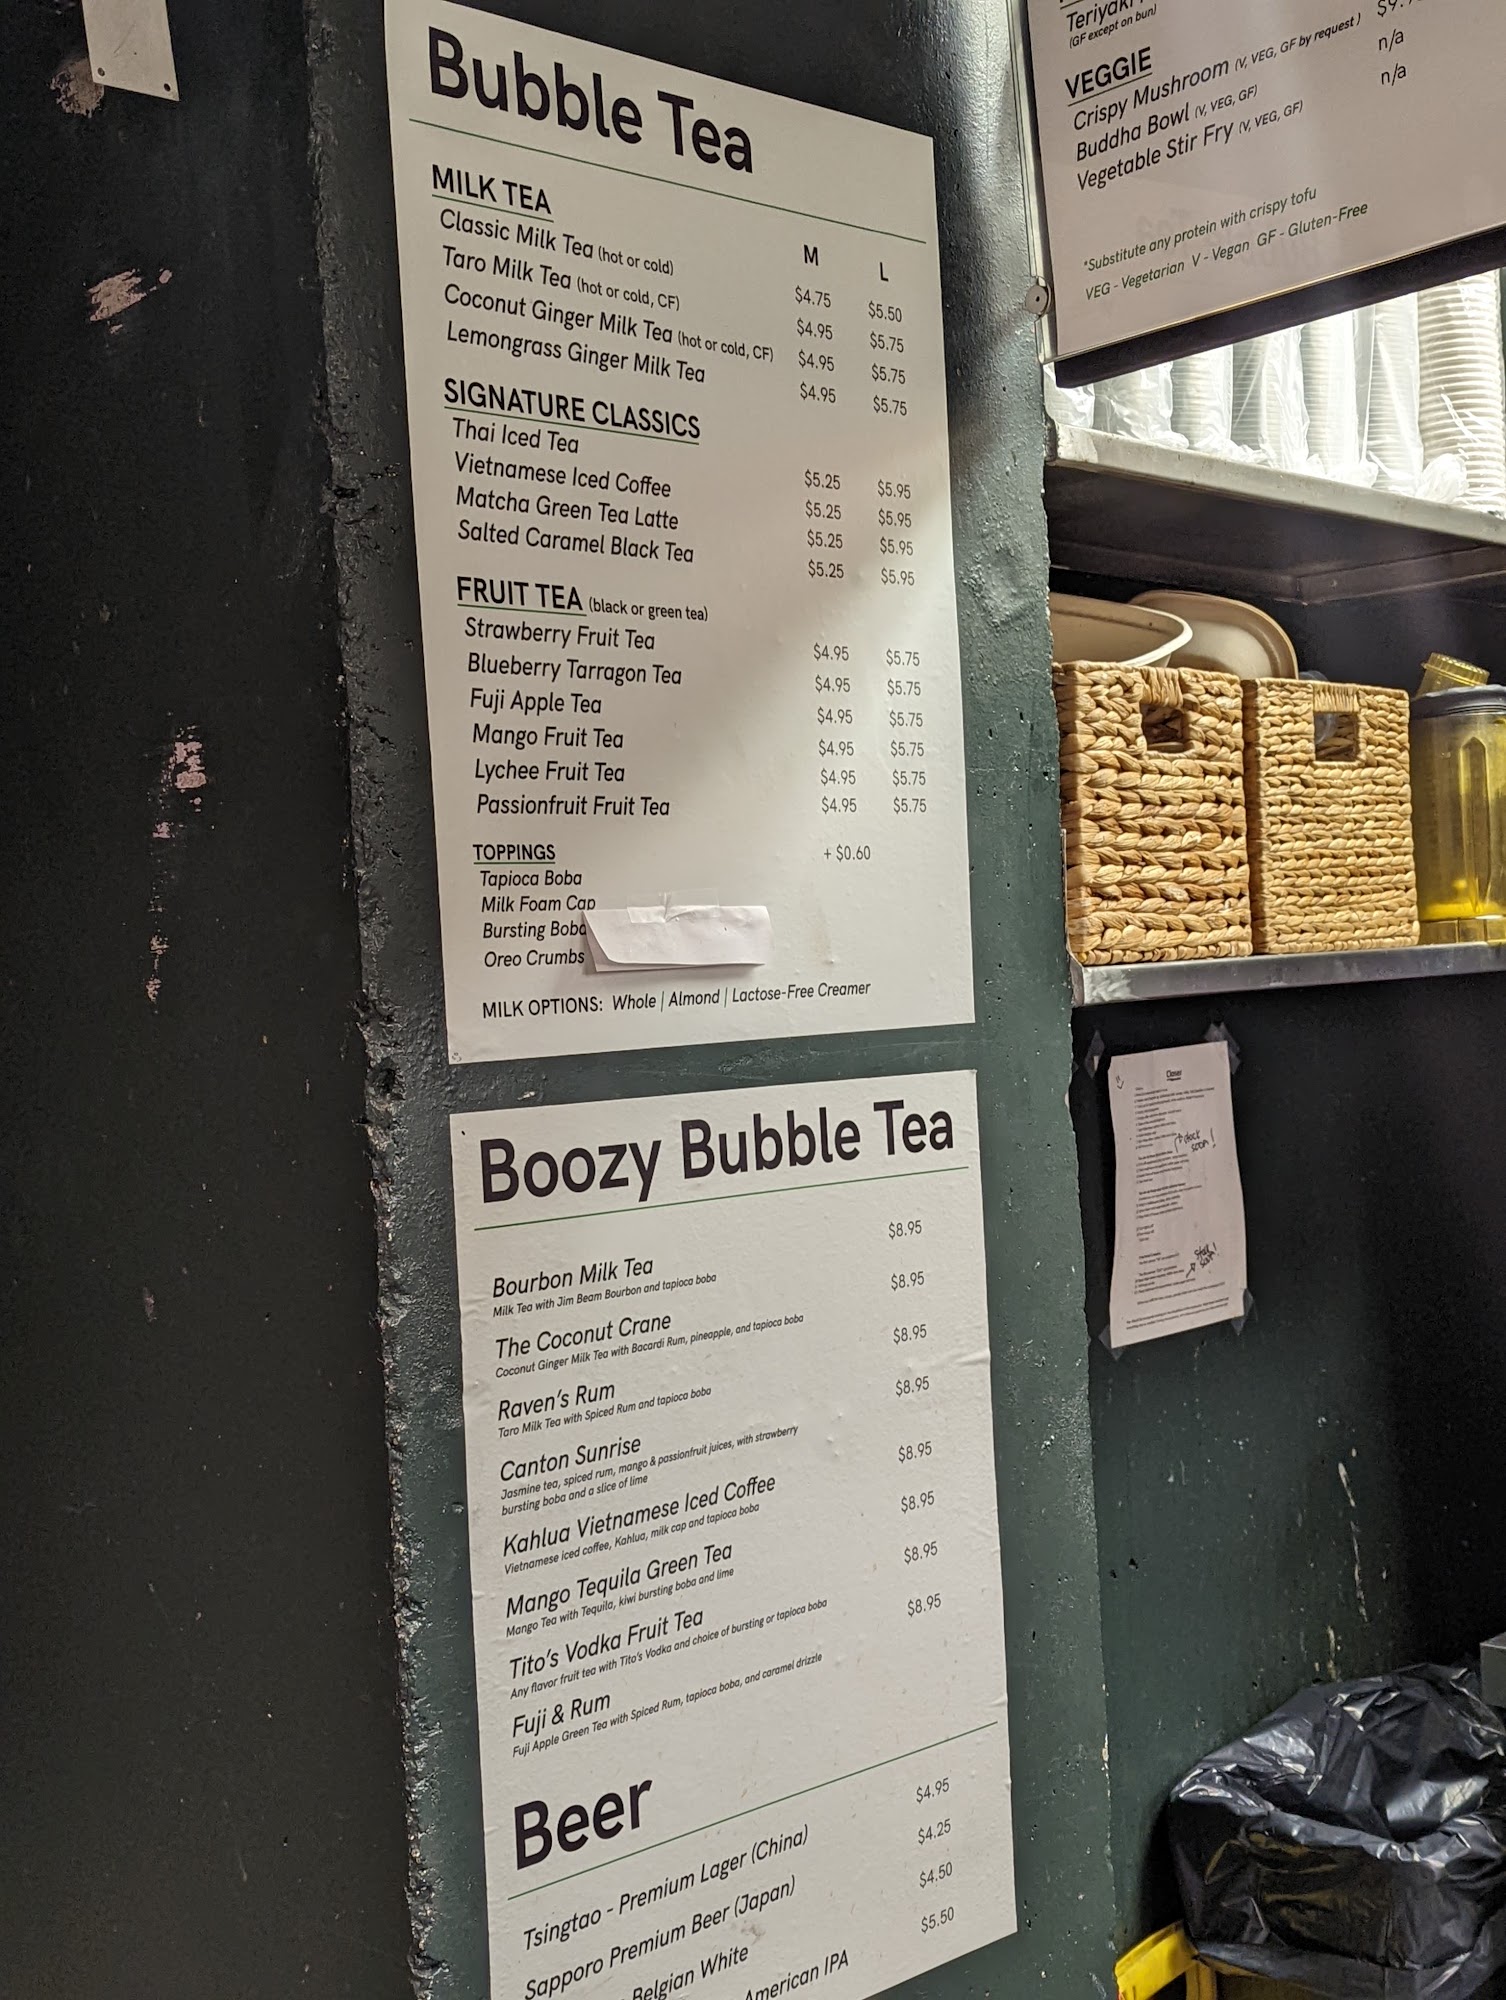 Bubble Tea
MILK TEA
M L
Classic Milk Tea (hot or cold) $4.75 $5.50
Taro Milk Tea (hot or cold, CF) $4.95 $5.75
Coconut Ginger Milk Tea (hot or cold, CF) $4.95 $5.75
Lemongrass Ginger Milk Tea $4.95 $5.75
SIGNATURE CLASSICS
Thai Iced Tea $5.25 $5.95
Vietnamese Iced Coffee $5.25 $5.95
Matcha Green Tea Latte $5.25 $5.95
Salted Caramel Black Tea $5.25 $5.95
FRUIT TEA (black or green tea)
Strawberry Fruit Tea $4.95 $5.75
Blueberry Tarragon Tea $4.95 $5.75
Fuji Apple Tea $4.95 $5.75
Mango Fruit Tea $4.95 $5.75
Lychee Fruit Tea $4.95 $5.75
Passionfruit Fruit Tea $4.95 $5.75
TOPPINGS + $0.60
Tapioca Boba
Milk Foam Cap
Bursting Boba
Oreo Crumbs
MILK OPTIONS: Whole | Almond | Lactose-Free Creamer
Boozy Bubble Tea
Bourbon Milk Tea $8.95
Milk Tea with Jim Beam Bourbon and tapioca boba
The Coconut Crane $8.95
Coconut Ginger Milk Tea with Bacardi Rum, pineapple, and tapioca boba
Raven's Rum $8.95
Taro Milk Tea with Spiced Rum and tapioca boba
Canton Sunrise $8.95
Jasmine tea, spiced rum, mango & passionfruit juices, with strawberry
bursting boba and a slice of lime
Kahlua Vietnamese Iced Coffee $8.95
Vietnamese iced coffee, Kahlua, milk cap and tapioca boba
Mango Tequila Green Tea $8.95
Mango Tea with Tequila, kiwi bursting boba and lime
Tito's Vodka Fruit Tea $8.95
Any flavor fruit tea with Tito's Vodka and choice of bursting or tapioca boba
Fuji & Rum $8.95
Fuji Apple Green Tea with Spiced Rum, tapioca boba, and caramel drizzle
Beer
Tsingtao - Premium Lager (China) $4.95
Sapporo Premium Beer (Japan) $4.25
Belgian White $4.50
American IPA $5.50
Teriyaki
(GF except on bun)
VEGGIE
Crispy Mushroom (V, VEG, GF by request)
Buddha Bowl (V, VEG, GF) n/a
Vegetable Stir Fry (V, VEG, GF) n/a
*Substitute any protein with crispy tofu
VEG - Vegetarian V - Vegan GF - Gluten-Free